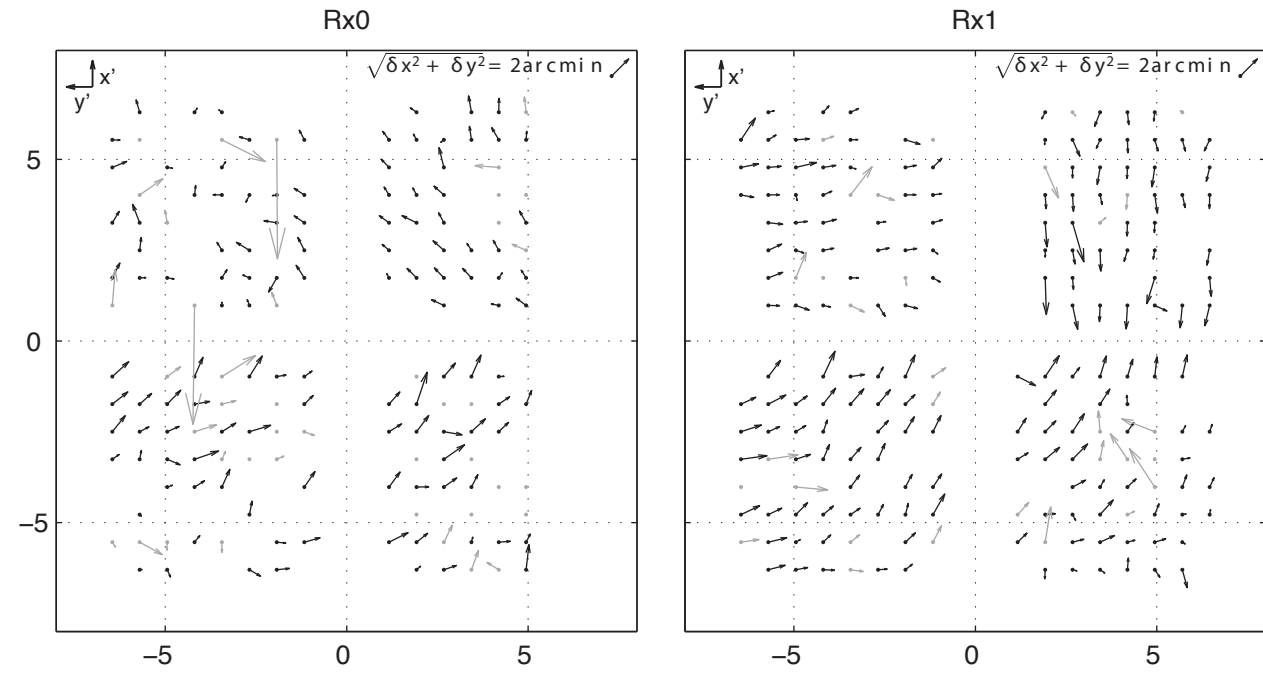 Rx0
Rx1
x'
y'
√δx² + δy² = 2arcmin
x'
y'
√δx² + δy² = 2arcmin
5
0
−5
−5
0
5
−5
0
5